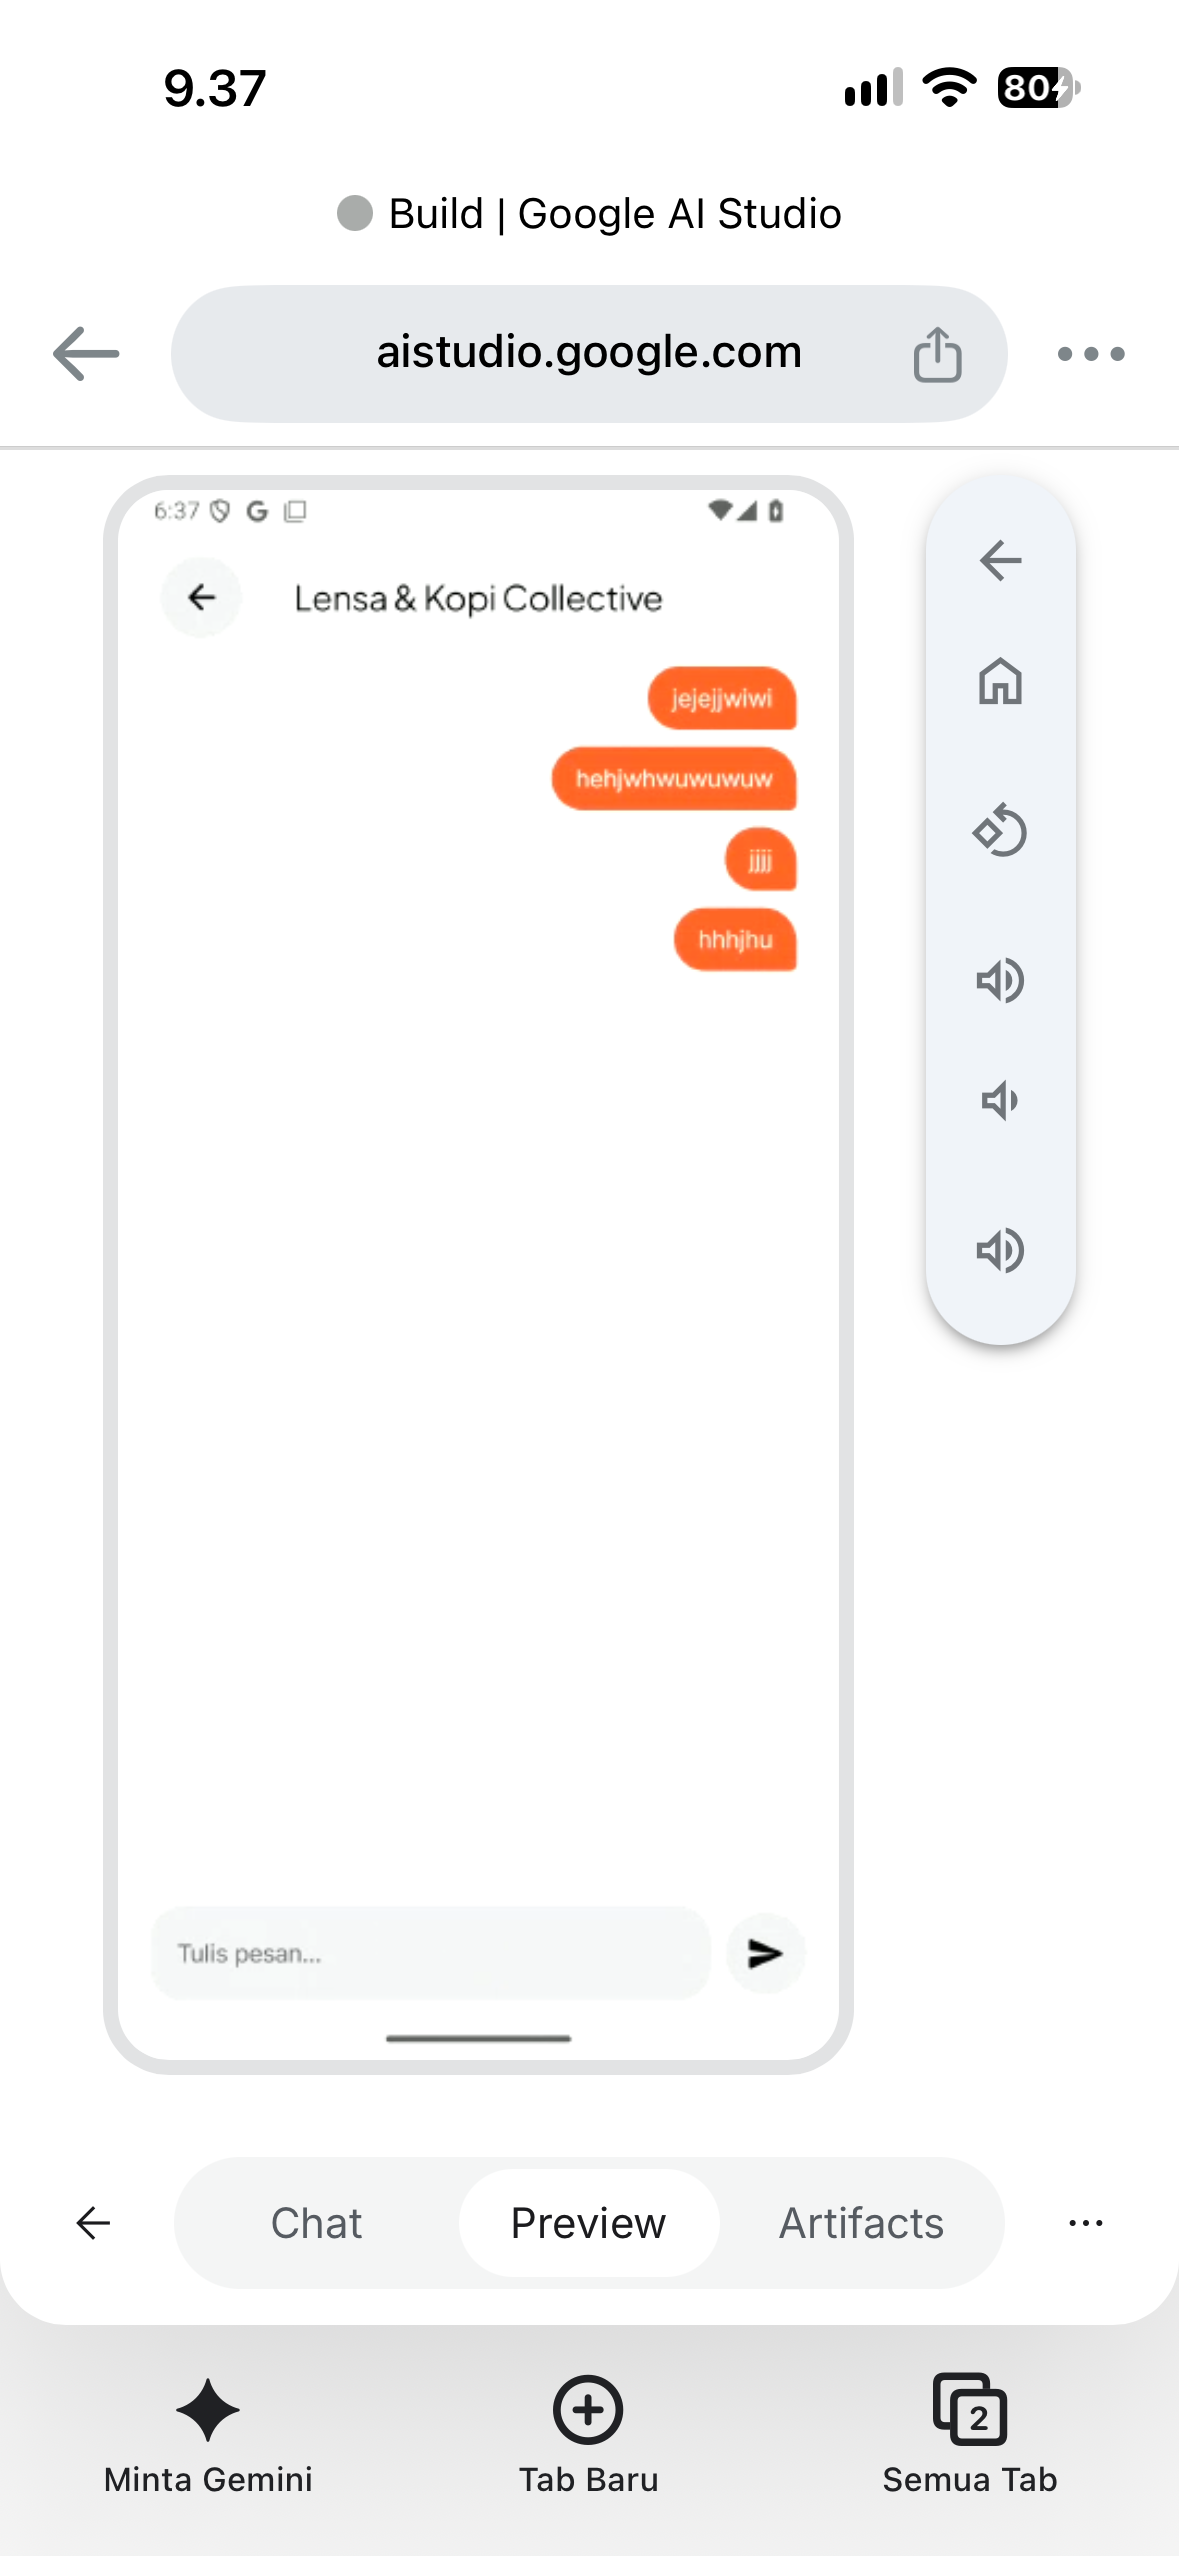 9.37
80
Build | Google AI Studio
aistudio.google.com
6:37 G
Lensa & Kopi Collective
jejejjwiwi
hehjwhwuwuwuw
jjjj
hhhjhu
Tulis pesan...
Chat
Preview
Artifacts
Minta Gemini
Tab Baru
2
Semua Tab